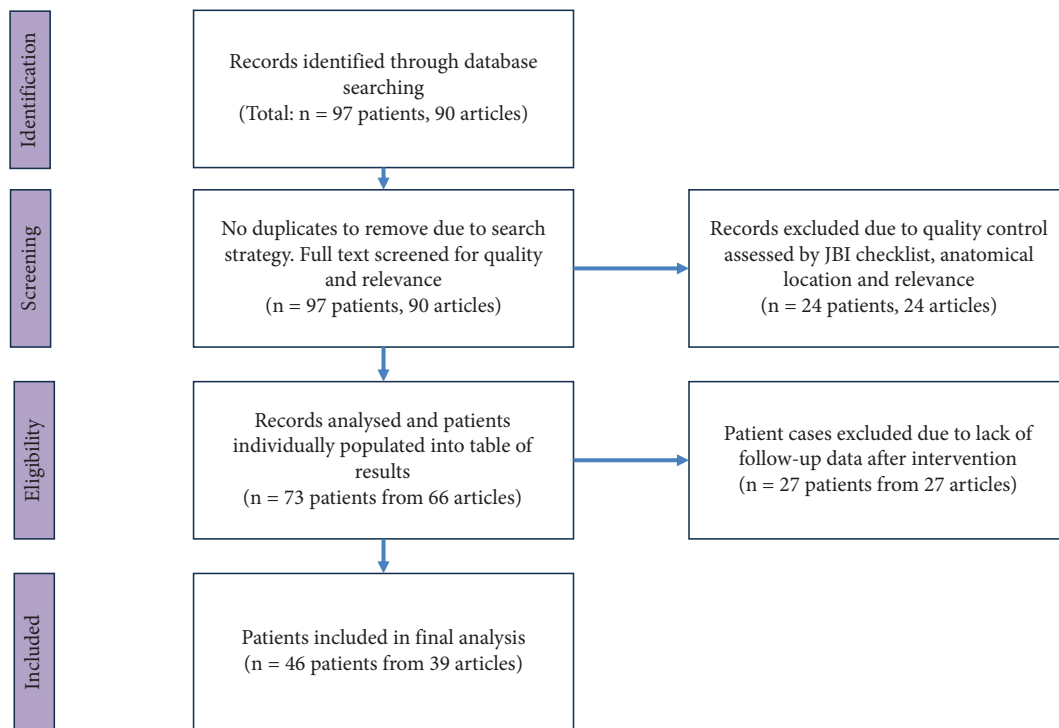 Identification
Records identified through database
searching
(Total: n = 97 patients, 90 articles)
Screening
No duplicates to remove due to search
strategy. Full text screened for quality
and relevance
(n = 97 patients, 90 articles)
Records excluded due to quality control
assessed by JBI checklist, anatomical
location and relevance
(n = 24 patients, 24 articles)
Eligibility
Records analysed and patients
individually populated into table of
results
(n = 73 patients from 66 articles)
Patient cases excluded due to lack of
follow-up data after intervention
(n = 27 patients from 27 articles)
Included
Patients included in final analysis
(n = 46 patients from 39 articles)